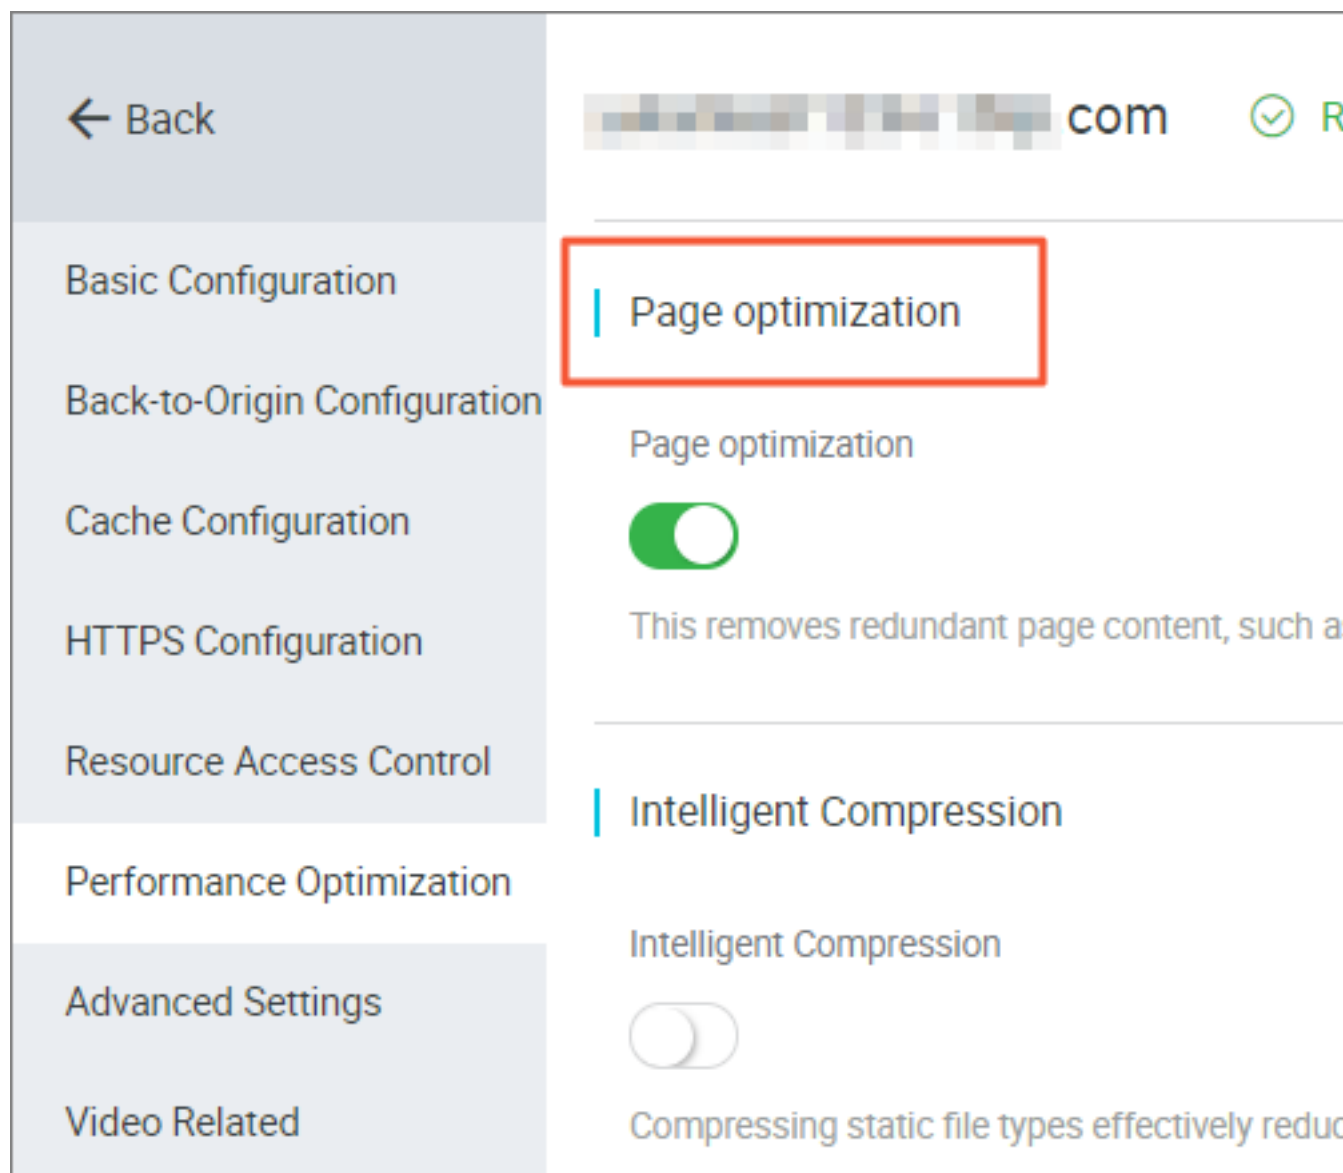 Back
Basic Configuration
Back-to-Origin Configuration
Cache Configuration
HTTPS Configuration
Resource Access Control
Performance Optimization
Advanced Settings
Video Related
com
Page optimization
Page optimization
This removes redundant page content, such
Intelligent Compression
Intelligent Compression
Compressing static file types effectively